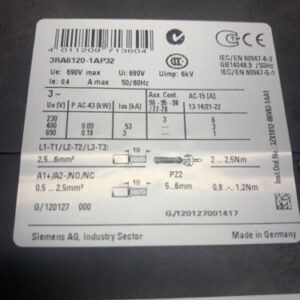 4 011209 713604
3RA6120-1AP32
Ue: 690V max Ui: 690V Uimp: 6kV
Ie: 0.4 A max 50/60Hz
IEC/EN 60947-6-2
GB14048.9 /50Hz
IEC/EN 60947-5-1
3~ Aux. Cont. AC-15 [A]
Ue [V] P AC-43 [kW] Iqs [kA] 95 - 96 - 98 13-14/21-22
/77-78
230 3 6
400 0.09 53 3
690 0.18 3
L1-T1/L2-T2/L3-T3:
2,5...6mm² 10 2 ... 2,5Nm
A1+/A2-/NO/NC 10 PZ2
0,5 ... 2.5mm² 5...6mm 0,8 ...1.2Nm
G/120127 000 G/120127001417
Siemens AG, Industry Sector Made in Germany